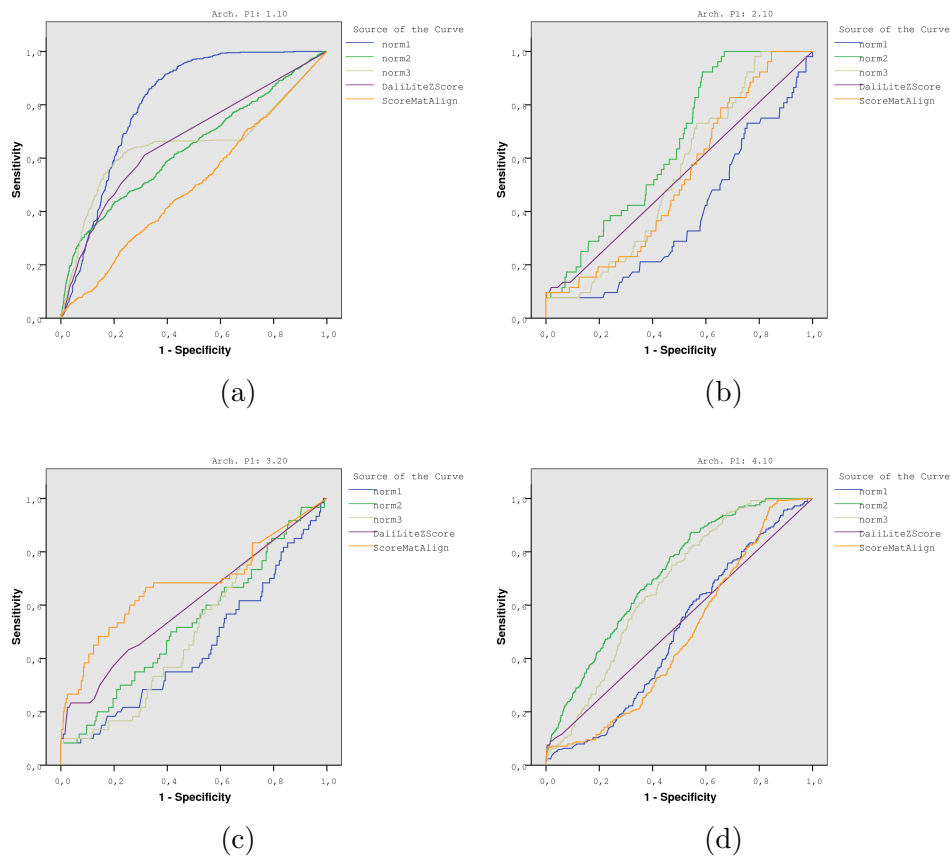 Arch. P1: 1.10
Source of the Curve
norm1
norm2
norm3
DaliLiteZScore
ScoreMatAlign
Sensitivity
1,0
0,8
0,6
0,4
0,2
0,0
0,0 0,2 0,4 0,6 0,8 1,0
1 - Specificity
(a)
Arch. P1: 2.10
Source of the Curve
norm1
norm2
norm3
DaliLiteZScore
ScoreMatAlign
Sensitivity
1,0
0,8
0,6
0,4
0,2
0,0
0,0 0,2 0,4 0,6 0,8 1,0
1 - Specificity
(b)
Arch. P1: 3.20
Source of the Curve
norm1
norm2
norm3
DaliLiteZScore
ScoreMatAlign
Sensitivity
1,0
0,8
0,6
0,4
0,2
0,0
0,0 0,2 0,4 0,6 0,8 1,0
1 - Specificity
(c)
Arch. P1: 4.10
Source of the Curve
norm1
norm2
norm3
DaliLiteZScore
ScoreMatAlign
Sensitivity
1,0
0,8
0,6
0,4
0,2
0,0
0,0 0,2 0,4 0,6 0,8 1,0
1 - Specificity
(d)